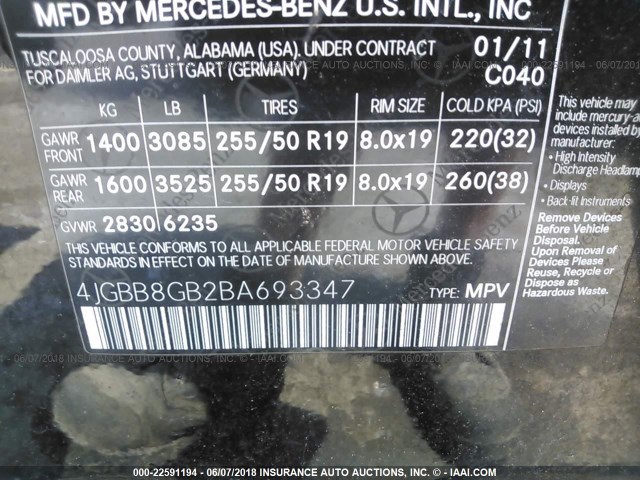 MFD BY MERCEDES-BENZ U.S. INTL., INC
TUSCALOOSA COUNTY, ALABAMA (USA). UNDER CONTRACT 01/11
FOR DAIMLER AG, STUTTGART (GERMANY) C040
KG LB TIRES RIM SIZE COLD KPA (PSI)
GAWR FRONT 1400 3085 255/50 R19 8.0x19 220(32)
GAWR REAR 1600 3525 255/50 R19 8.0x19 260(38)
GVWR 2830 6235
THIS VEHICLE CONFORMS TO ALL APPLICABLE FEDERAL MOTOR VEHICLE SAFETY
STANDARDS IN EFFECT ON THE DATE OF MANUFACTURE SHOWN ABOVE.
4JGBB8GB2BA693347 TYPE: MPV
This vehicle may
include mercury-
devices installed by
manufacturer:
• High Intensity
Discharge Headlamp
• Displays
• Back-lit Instruments
Remove Devices
Before Vehicle
Disposal.
Upon Removal of
Devices Please
Reuse, Recycle or
Dispose as
Hazardous Waste.
000-22591194 - 06/07/2018 INSURANCE AUTO AUCTIONS, INC. - © - WWW.IAAI.COM